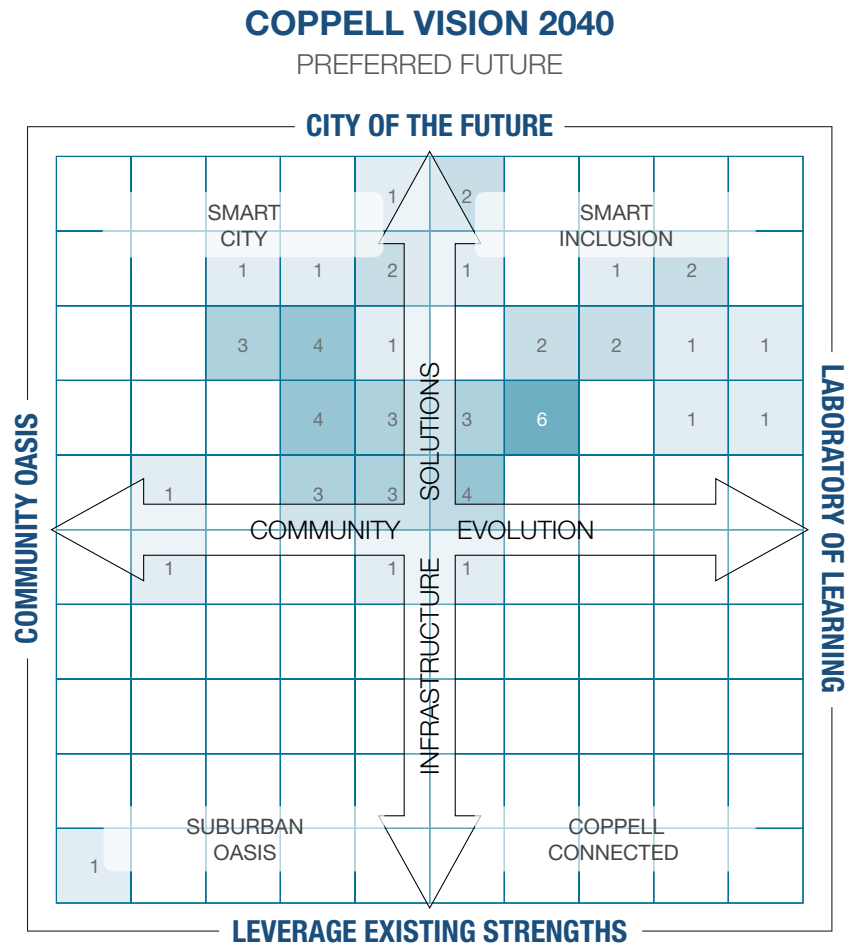 COPPELL VISION 2040
PREFERRED FUTURE
CITY OF THE FUTURE
1 2
SMART
CITY
SMART
INCLUSION
1 1 2 1 1 2
3 4 1 2 2 1 1
4 3 3 6 1 1
1 3 3 4
SOLUTIONS
COMMUNITY EVOLUTION
COMMUNITY OASIS
LABORATORY OF LEARNING
1 1 1
INFRASTRUCTURE
SUBURBAN
OASIS
COPPELL
CONNECTED
1
LEVERAGE EXISTING STRENGTHS